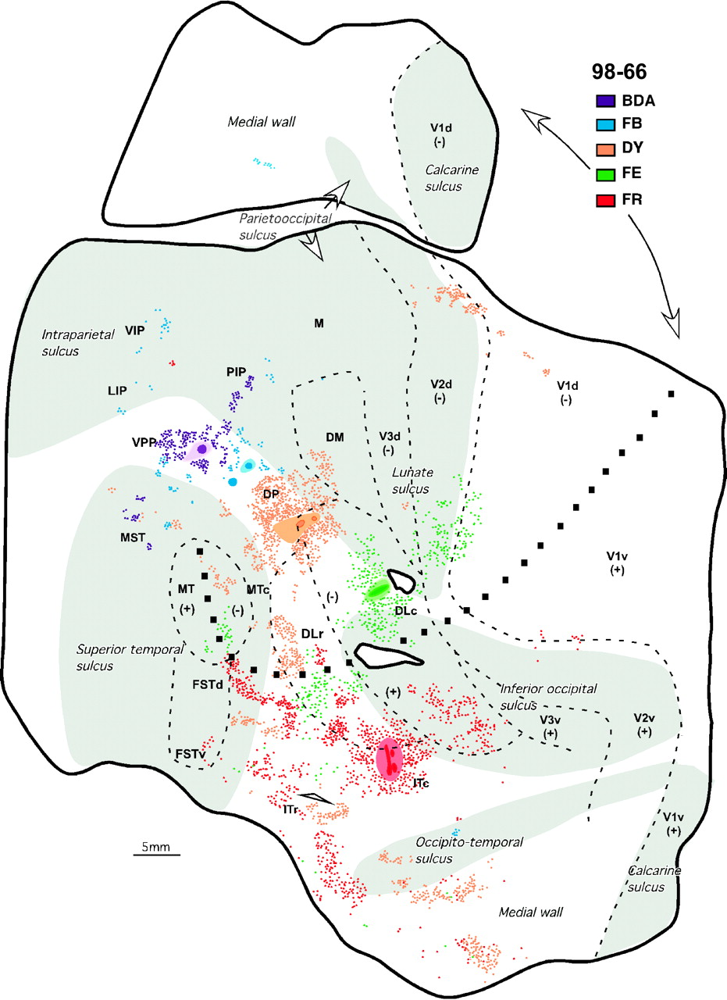 98-66
BDA
FB
DY
FE
FR
Medial wall
V1d
(-)
Calcarine
sulcus
Parietooccipital
sulcus
M
Intraparietal
sulcus
VIP
PIP
LIP
V2d
(-)
V1d
(-)
VPP
DM
V3d
(-)
Lunate
sulcus
DP
MST
MT
(+)
(-)
MTc
(-)
DLc
V1v
(+)
DLr
Superior temporal
sulcus
FSTd
(+)
Inferior occipital
sulcus
V3v
(+)
V2v
(+)
FSTv
ITc
ITr
V1v
(+)
5mm
Occipito-temporal
sulcus
Calcarine
sulcus
Medial wall